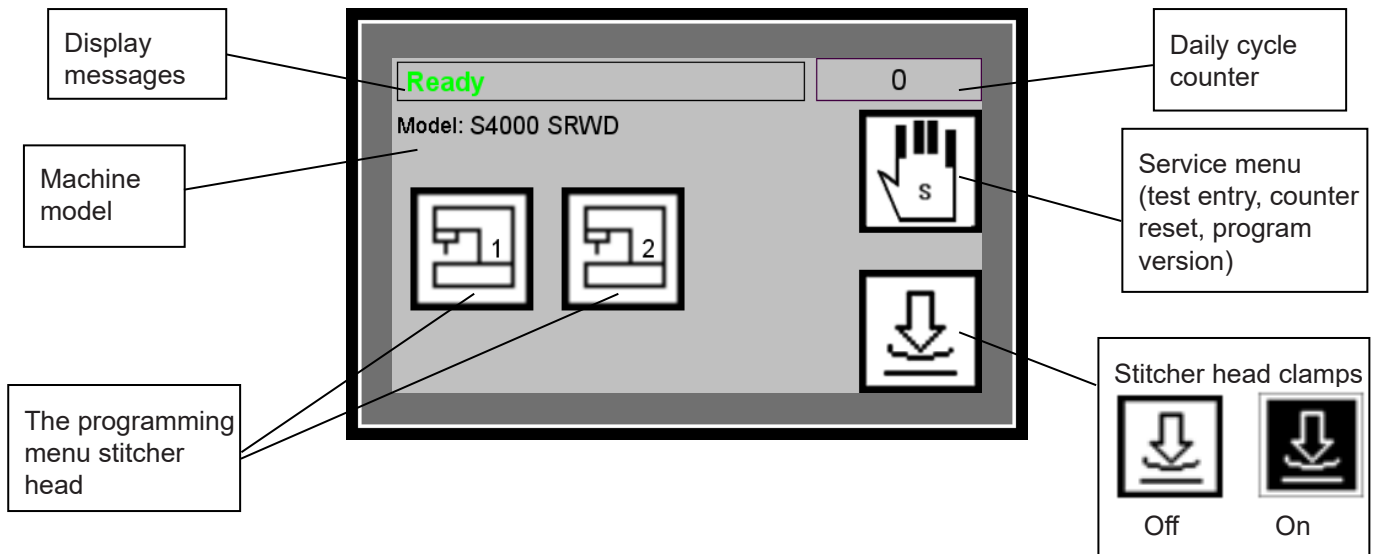 Display
messages
Ready
0
Daily cycle
counter
Model: S4000 SRWD
Machine
model
S
Service menu
(test entry, counter
reset, program
version)
1
2
The programming
menu stitcher
head
Stitcher head clamps
Off
On